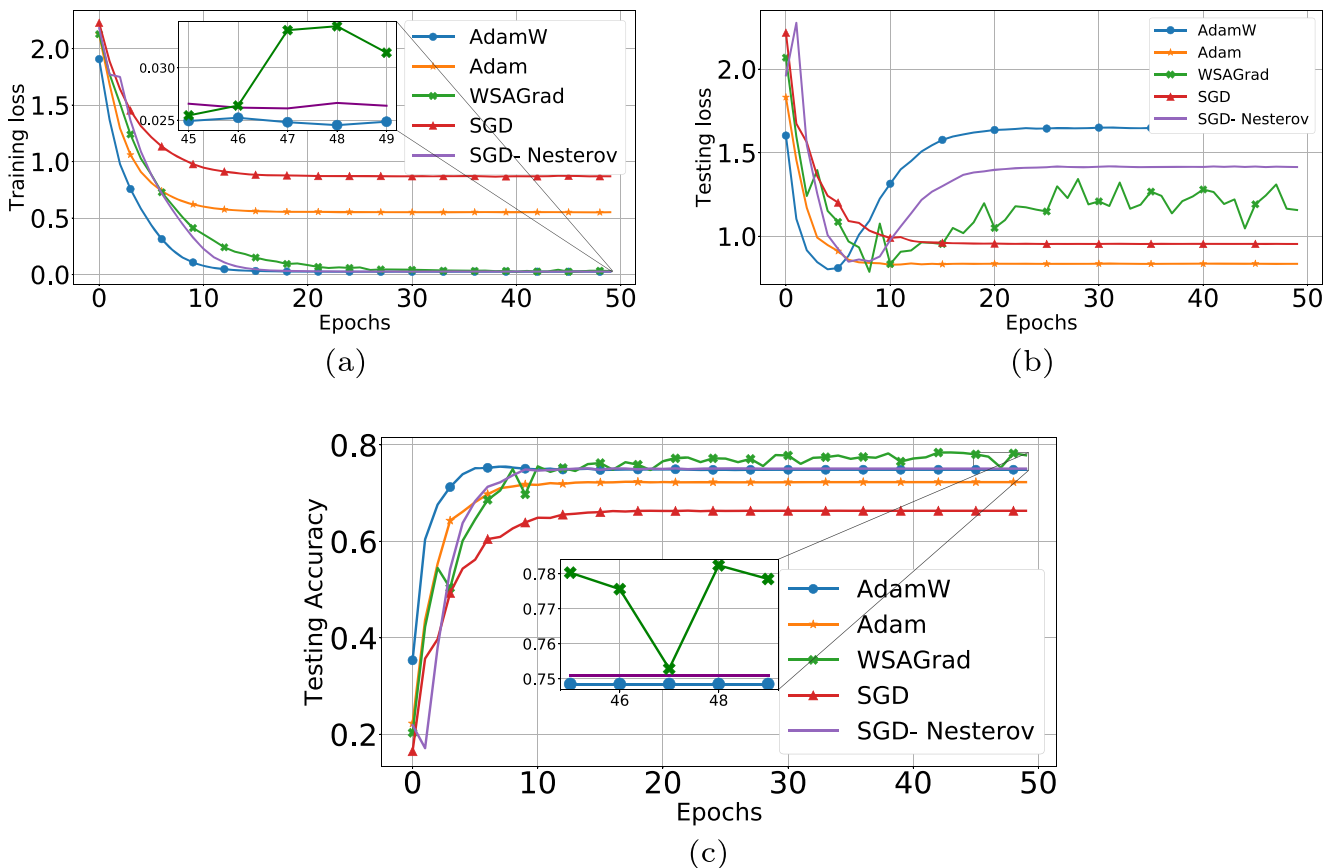 2.0
1.5
1.0
0.5
0.0
Training loss
0.030
0.025
45 46 47 48 49
AdamW
Adam
WSAGrad
SGD
SGD- Nesterov
0 10 20 30 40 50
Epochs
(a)
2.0
1.5
1.0
Testing loss
AdamW
Adam
WSAGrad
SGD
SGD- Nesterov
0 10 20 30 40 50
Epochs
(b)
0.8
0.6
0.4
0.2
Testing Accuracy
0.78
0.77
0.76
0.75
46 48
AdamW
Adam
WSAGrad
SGD
SGD- Nesterov
0 10 20 30 40 50
Epochs
(c)